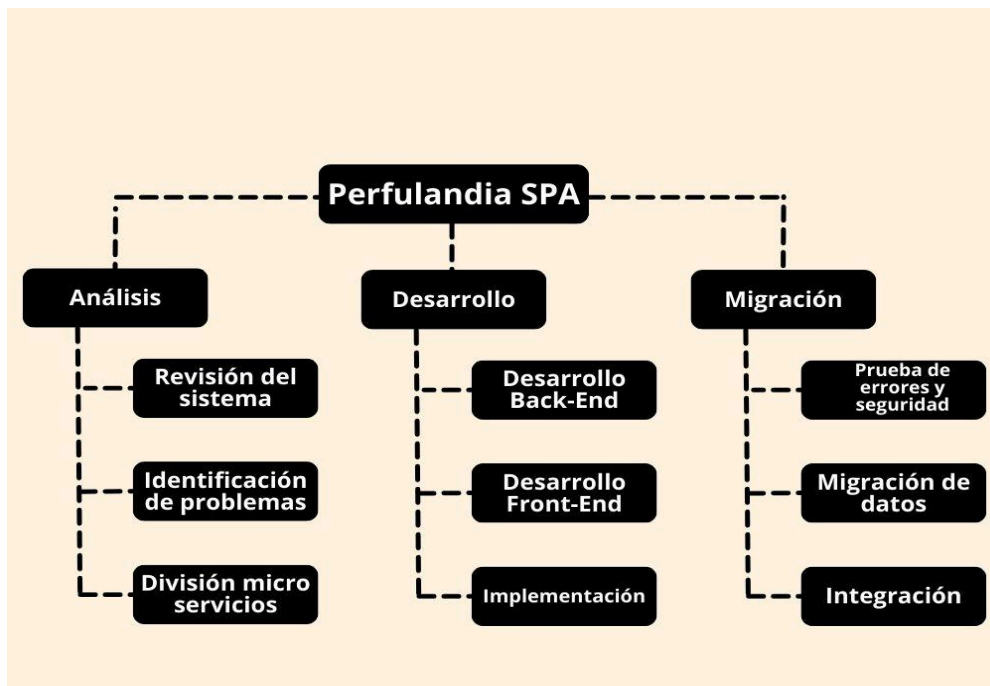 Perfulandia SPA
Análisis
Revisión del
sistema
Identificación
de problemas
División micro
servicios
Desarrollo
Desarrollo
Back-End
Desarrollo
Front-End
Implementación
Migración
Prueba de
errores y
seguridad
Migración de
datos
Integración